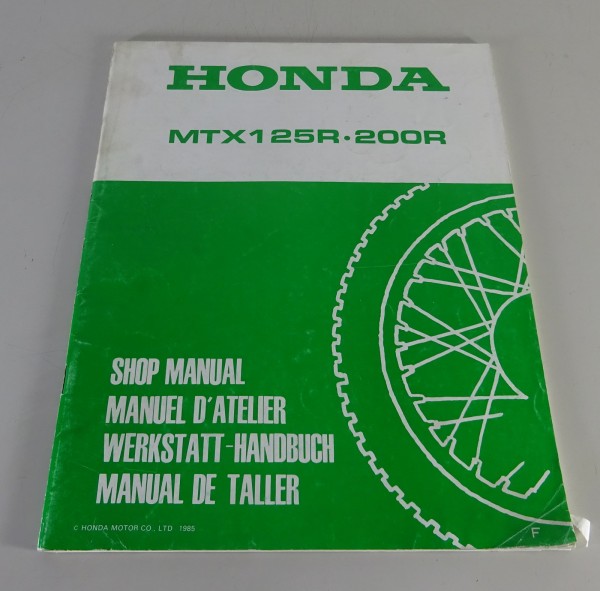 HONDA
MTX125R·200R
SHOP MANUAL
MANUEL D'ATELIER
WERKSTATT-HANDBUCH
MANUAL DE TALLER
© HONDA MOTOR CO., LTD 1985
F